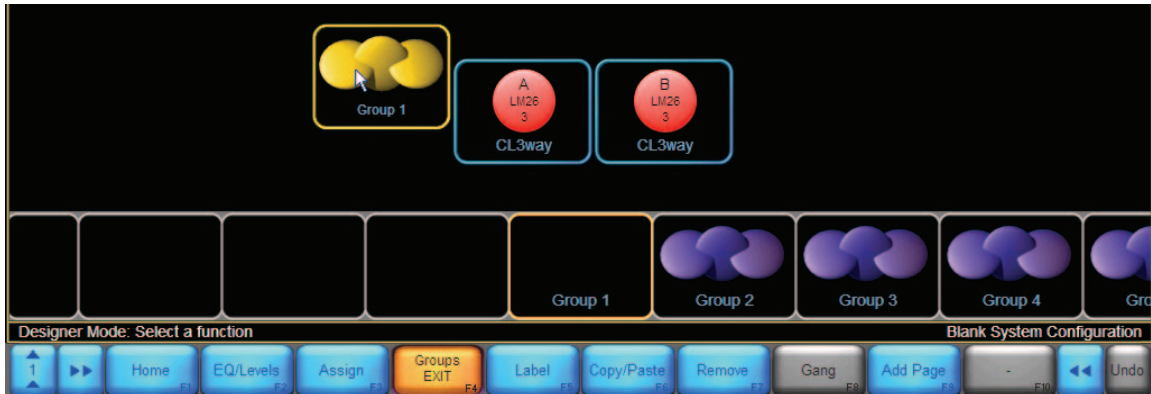 Group 1
A
LM26
3
CL3way
B
LM26
3
CL3way
Group 1
Group 2
Group 3
Group 4
Gro
Designer Mode: Select a function
Blank System Configuration
1
Home
F1
EQ/Levels
F2
Assign
F3
Groups
EXIT
F4
Label
F5
Copy/Paste
F6
Remove
F7
Gang
F8
Add Page
F9
-
F10
Undo